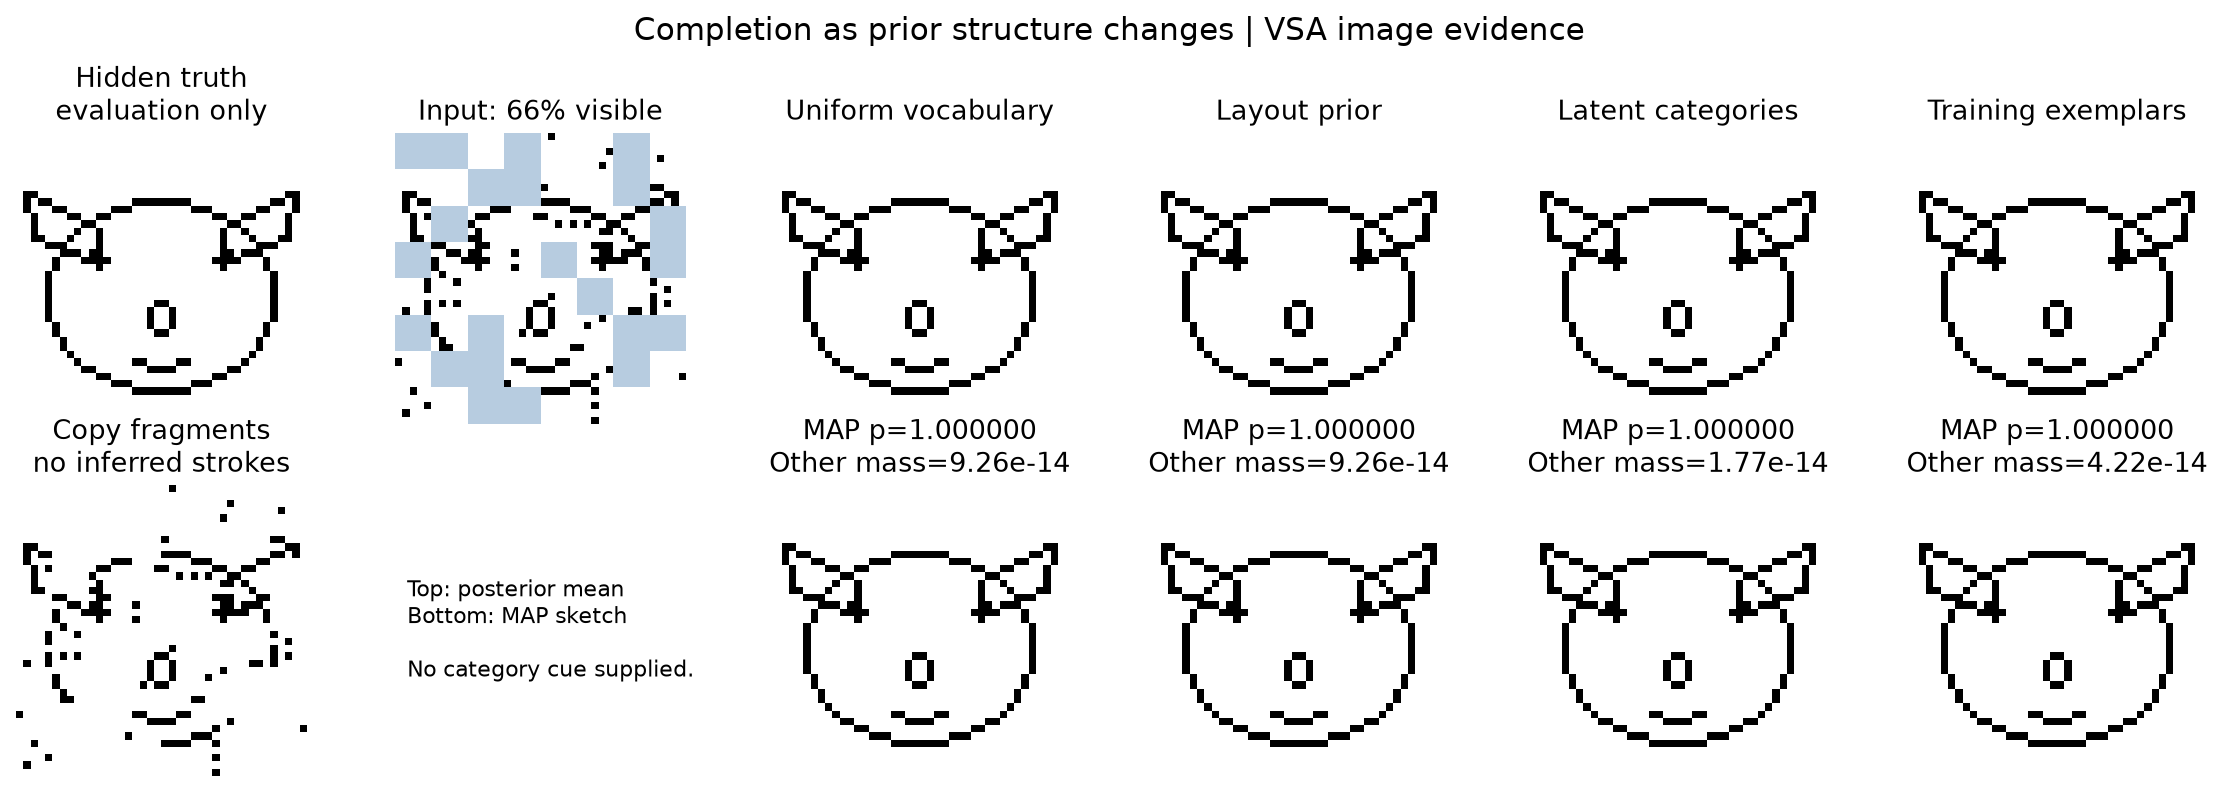 Completion as prior structure changes | VSA image evidence
Hidden truth
evaluation only
Input: 66% visible
Uniform vocabulary
Layout prior
Latent categories
Training exemplars
Copy fragments
no inferred strokes
MAP p=1.000000
Other mass=9.26e-14
MAP p=1.000000
Other mass=9.26e-14
MAP p=1.000000
Other mass=1.77e-14
MAP p=1.000000
Other mass=4.22e-14
Top: posterior mean
Bottom: MAP sketch
No category cue supplied.